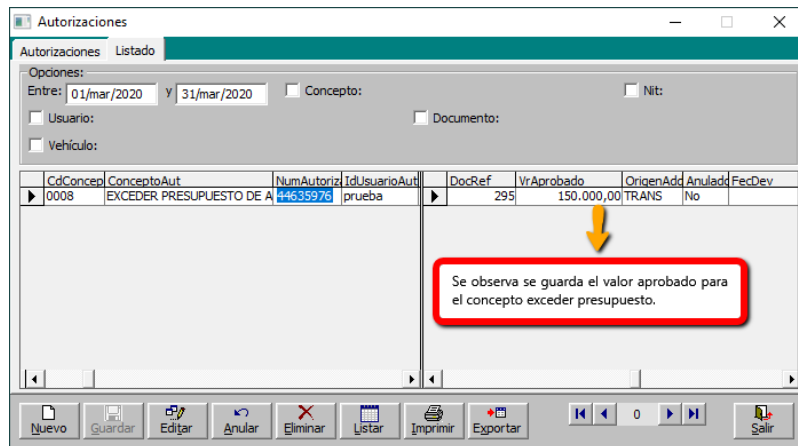 Autorizaciones
Autorizaciones Listado
Opciones:
Entre: 01/mar/2020 y 31/mar/2020 Concepto: Nit:
Usuario: Documento:
Vehículo:
CdConcep ConceptoAut NumAutoriz IdUsuarioAut DocRef VrAprobado OrigenAdd Anulado FecDev
0008 EXCEDER PRESUPUESTO DE A 44635976 prueba 295 150.000,00 TRANS No
Se observa se guarda el valor aprobado para
el concepto exceder presupuesto.
Nuevo Guardar Editar Anular Eliminar Listar Imprimir Exportar 0 Salir